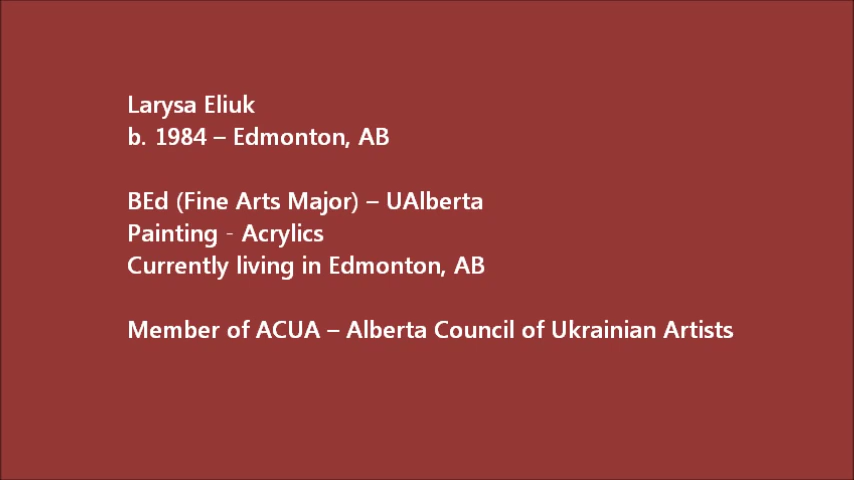 Larysa Eliuk
b. 1984 – Edmonton, AB
BEd (Fine Arts Major) – UAlberta
Painting - Acrylics
Currently living in Edmonton, AB
Member of ACUA – Alberta Council of Ukrainian Artists